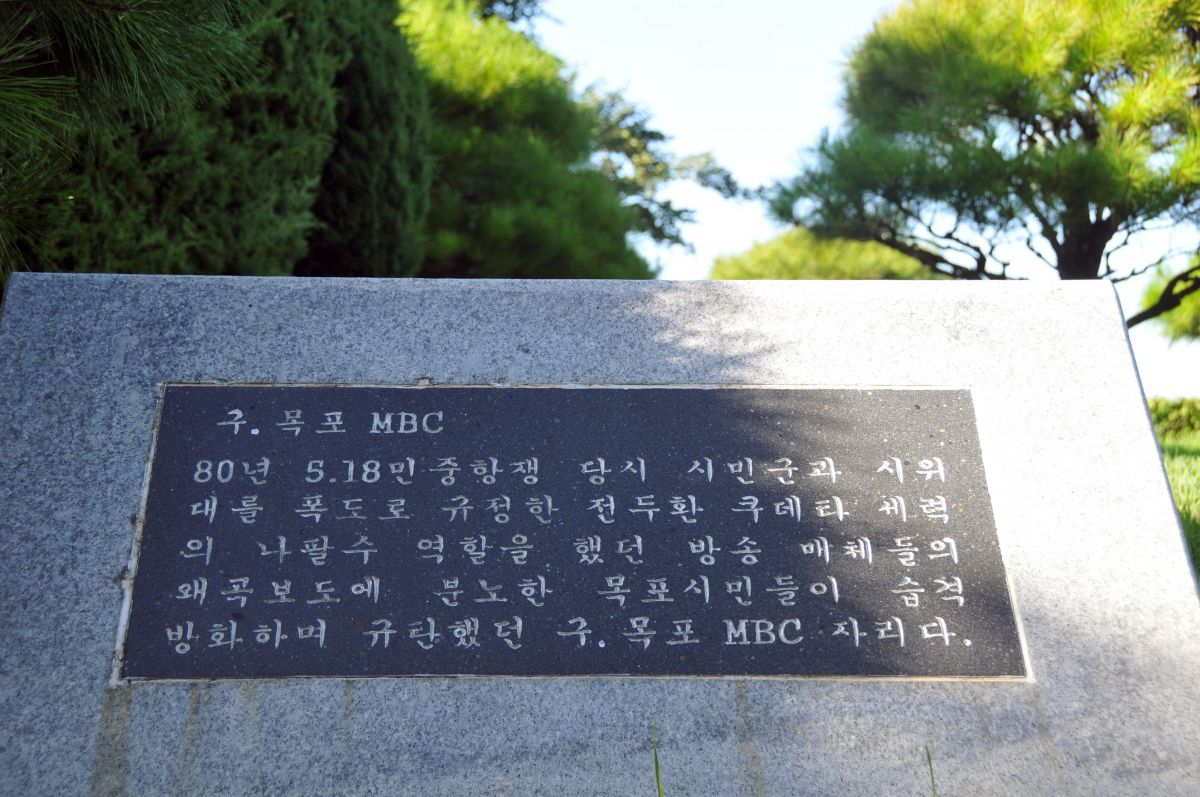 구. 목포 MBC
80년 5.18민중항쟁 당시 시민군과 시위
대를 폭도로 규정한 전두환 쿠데타 세력
의 나팔수 역할을 했던 방송 매체들의
왜곡보도에 분노한 목포시민들이 습격
방화하며 규탄했던 구. 목포 MBC 자리다.